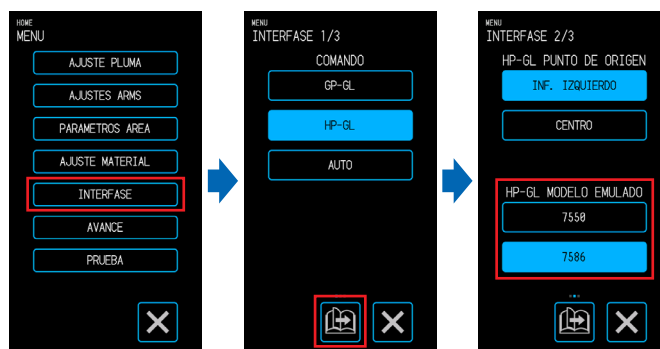 HOME
MENU
AJUSTE PLUMA
AJUSTES ARMS
PARAMETROS AREA
AJUSTE MATERIAL
INTERFASE
AVANCE
PRUEBA
MENU
INTERFASE 1/3
COMANDO
GP-GL
HP-GL
AUTO
MENU
INTERFASE 2/3
HP-GL PUNTO DE ORIGEN
INF. IZQUIERDO
CENTRO
HP-GL MODELO EMULADO
7550
7586